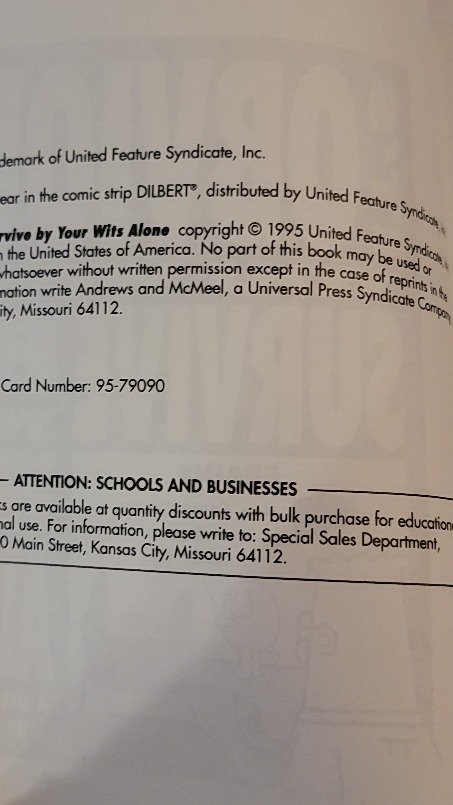 demark of United Feature Syndicate, Inc.
ear in the comic strip DILBERT®, distributed by United Feature Syndicate,
rvive by Your Wits Alone copyright © 1995 United Feature Syndicate,
n the United States of America. No part of this book may be used or
whatsoever without written permission except in the case of reprints in the
mation write Andrews and McMeel, a Universal Press Syndicate Company
ity, Missouri 64112.
Card Number: 95-79090
ATTENTION: SCHOOLS AND BUSINESSES
ks are available at quantity discounts with bulk purchase for education
nal use. For information, please write to: Special Sales Department,
0 Main Street, Kansas City, Missouri 64112.